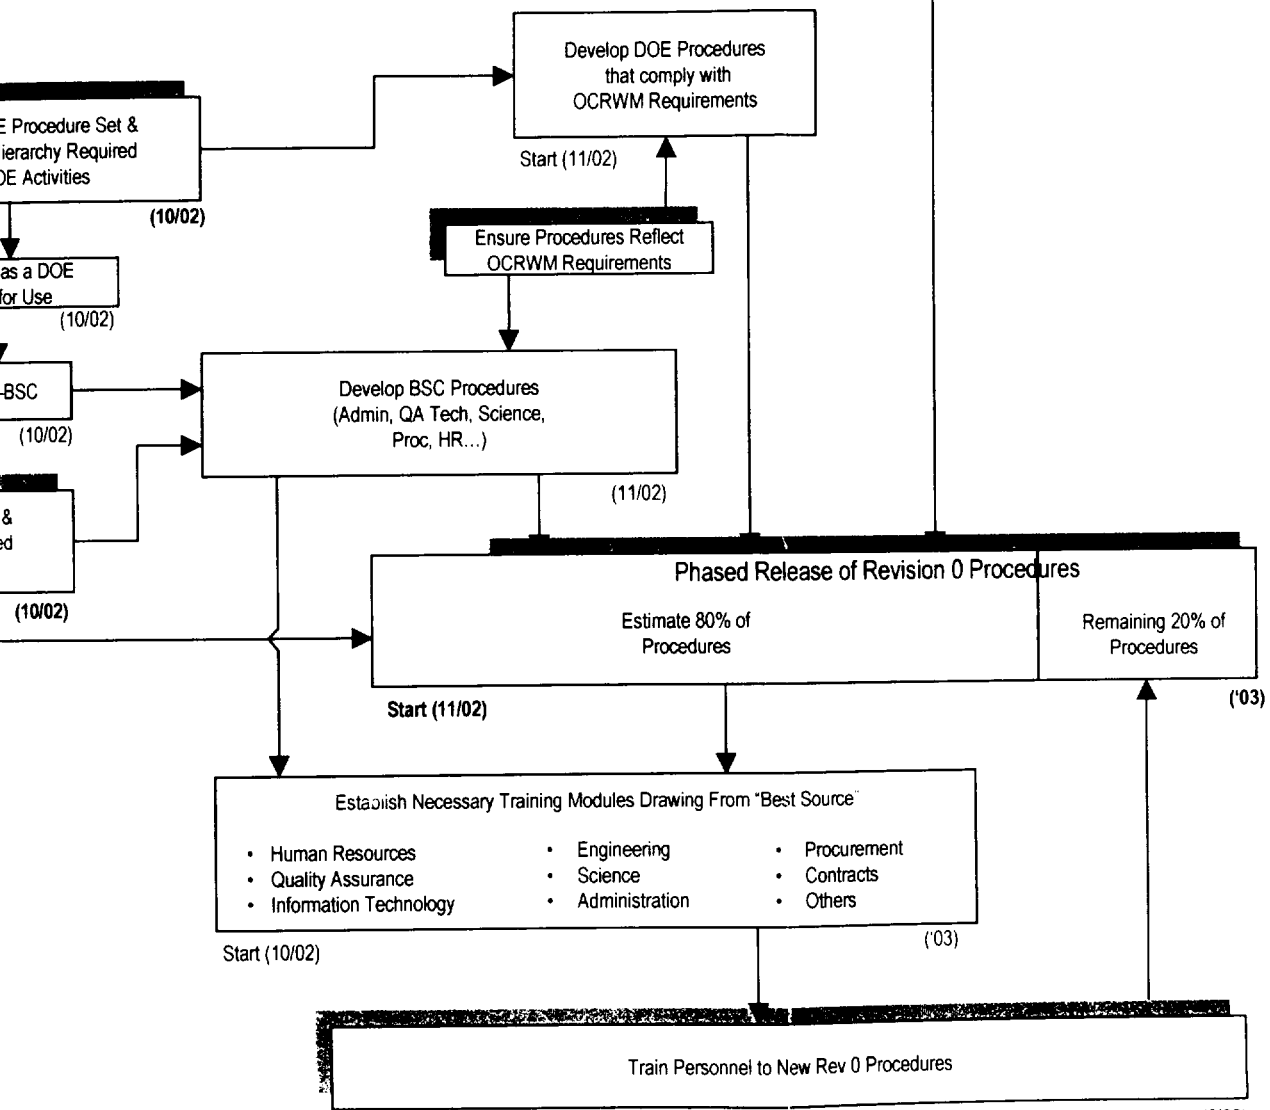 Develop DOE Procedures
that comply with
OCRWM Requirements
Start (11/02)
E Procedure Set &
ierarchy Required
OE Activities
(10/02)
Ensure Procedures Reflect
OCRWM Requirements
as a DOE
for Use
(10/02)
-BSC
(10/02)
Develop BSC Procedures
(Admin, QA Tech, Science,
Proc, HR...)
(11/02)
&
ed
(10/02)
Phased Release of Revision 0 Procedures
Estimate 80% of
Procedures
Remaining 20% of
Procedures
Start (11/02)
('03)
Establish Necessary Training Modules Drawing From "Best Source"
• Human Resources
• Quality Assurance
• Information Technology
• Engineering
• Science
• Administration
• Procurement
• Contracts
• Others
Start (10/02)
('03)
Train Personnel to New Rev 0 Procedures